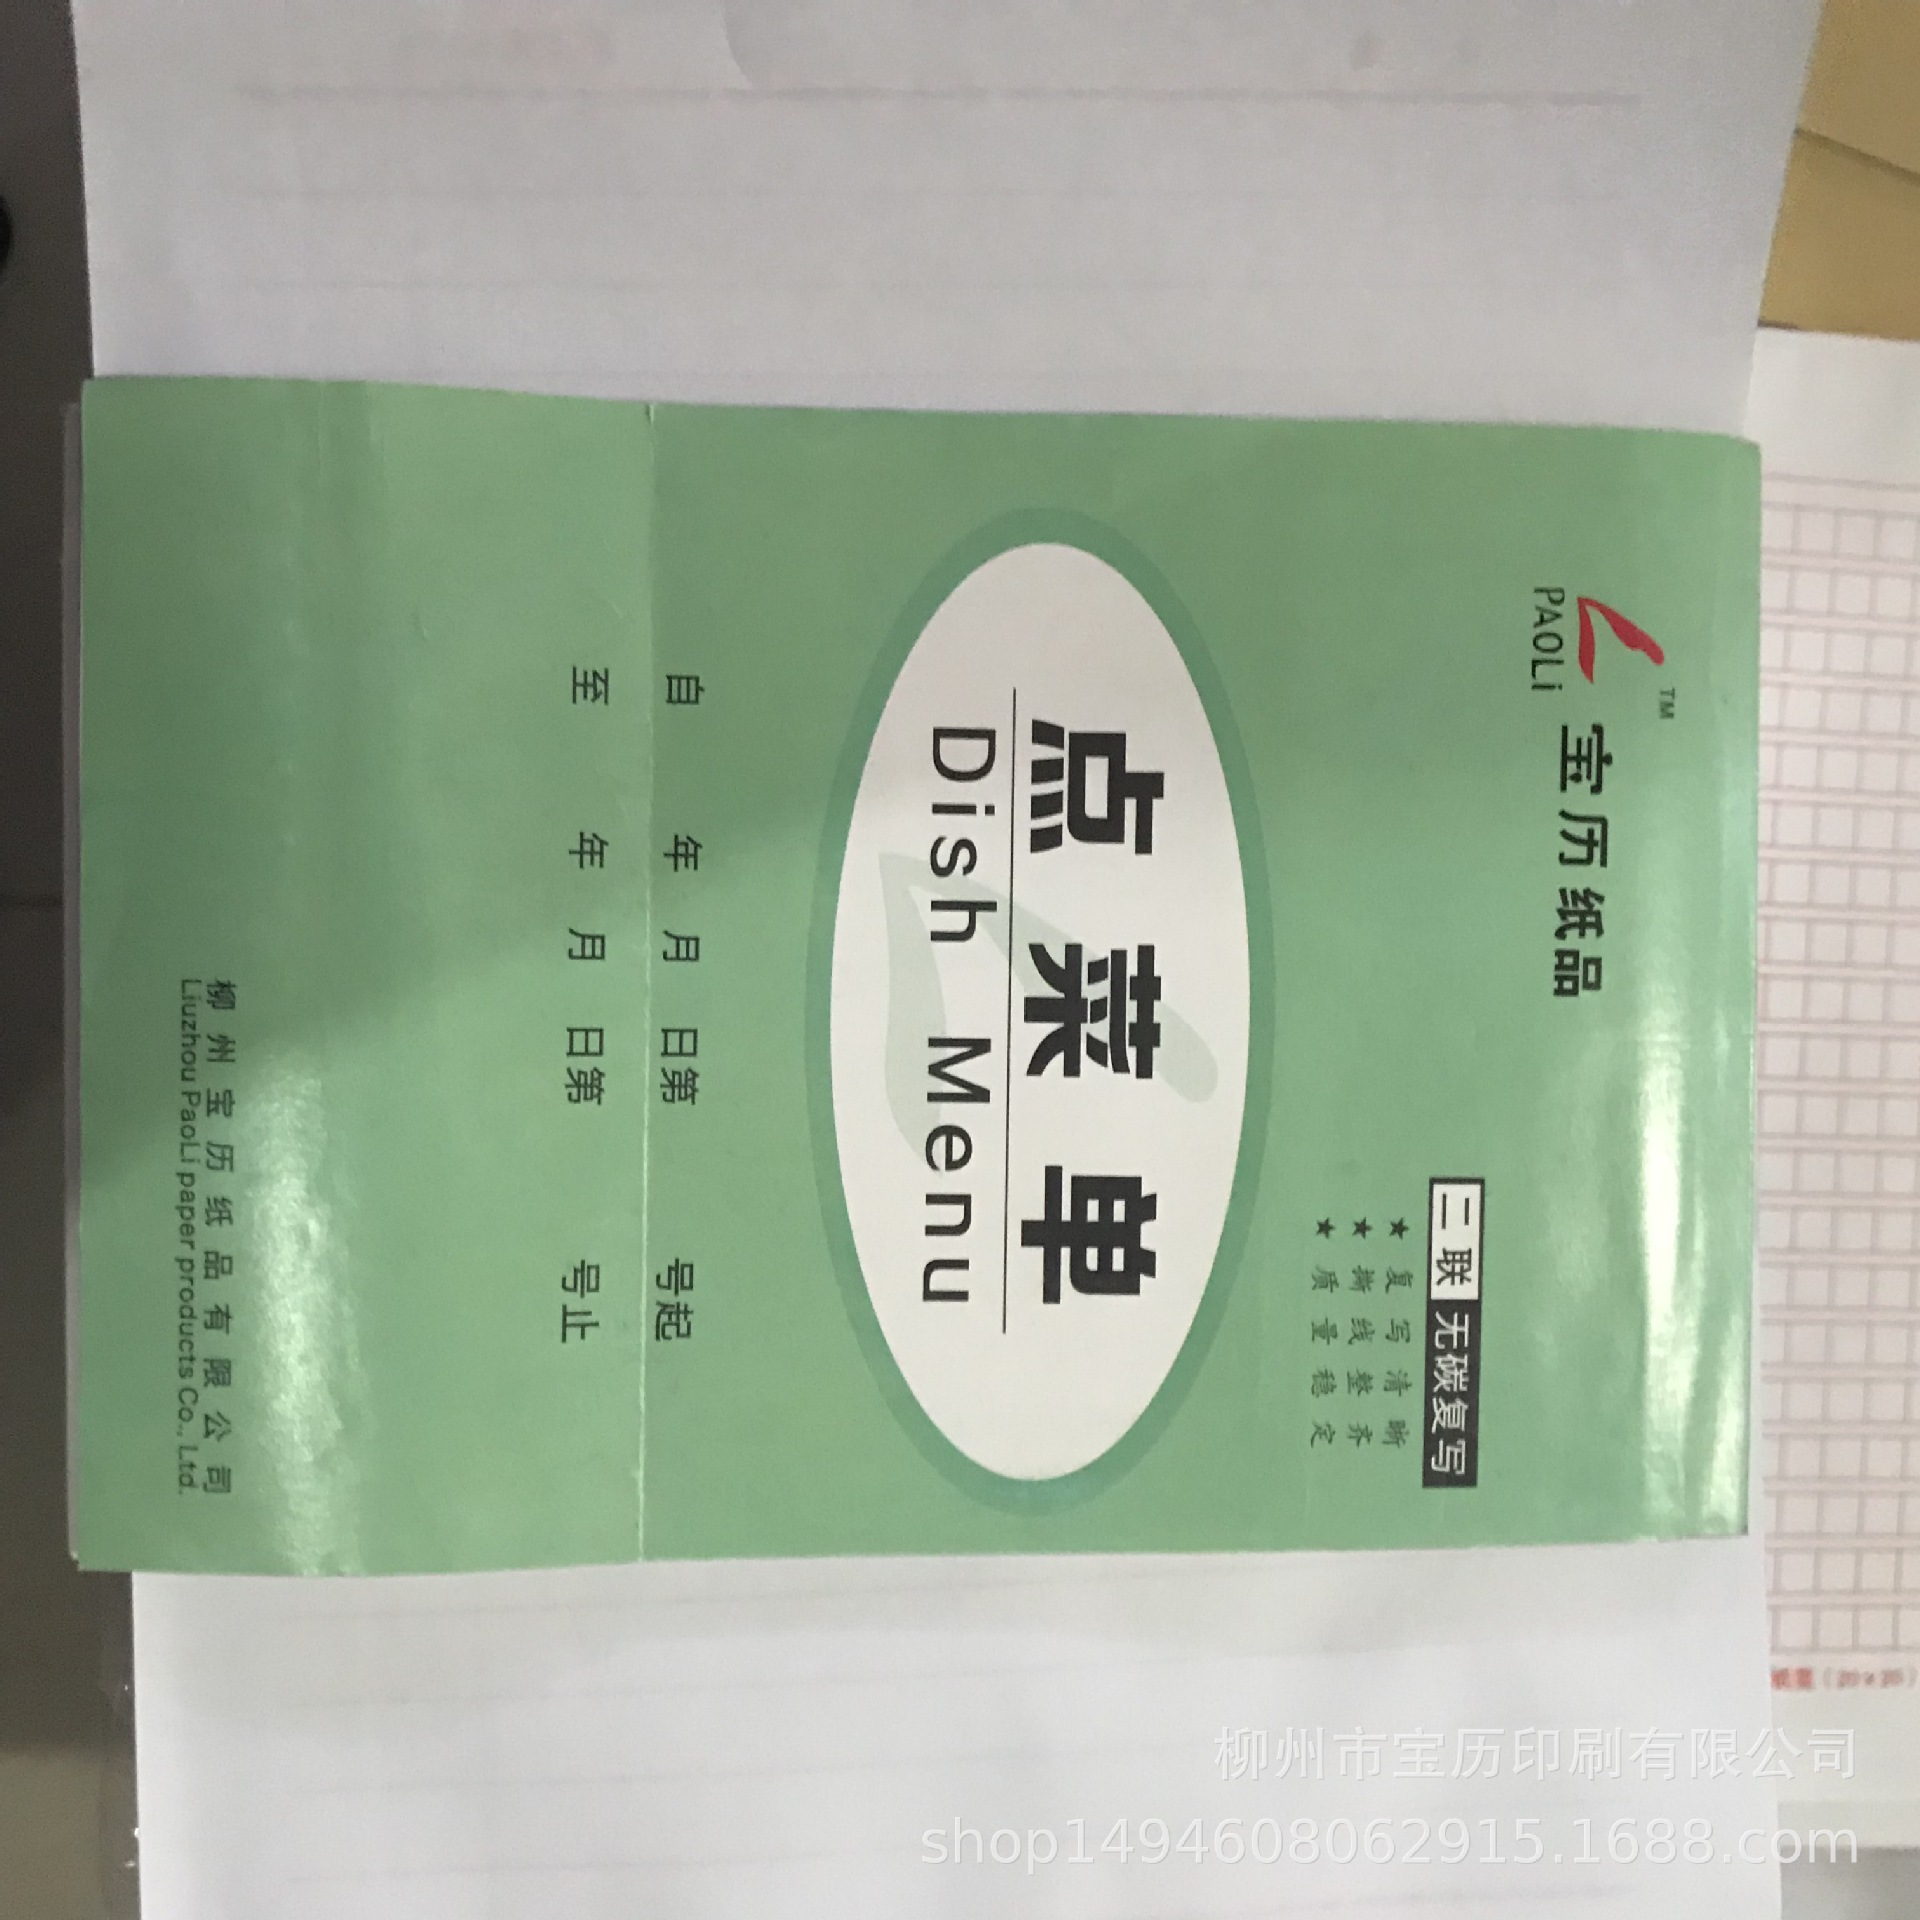 TM
PAOLi
宝历纸品
二联 无碳复写
★ 复写清晰
★ 撕线整齐
★ 质量稳定
点菜单
Dish Menu
自 年 月 日第 号起
至 年 月 日第 号止
柳州宝历纸品有限公司
Liuzhou PaoLi paper products Co., Ltd.
柳州市宝历印刷有限公司
shop1494608062915.1688.com